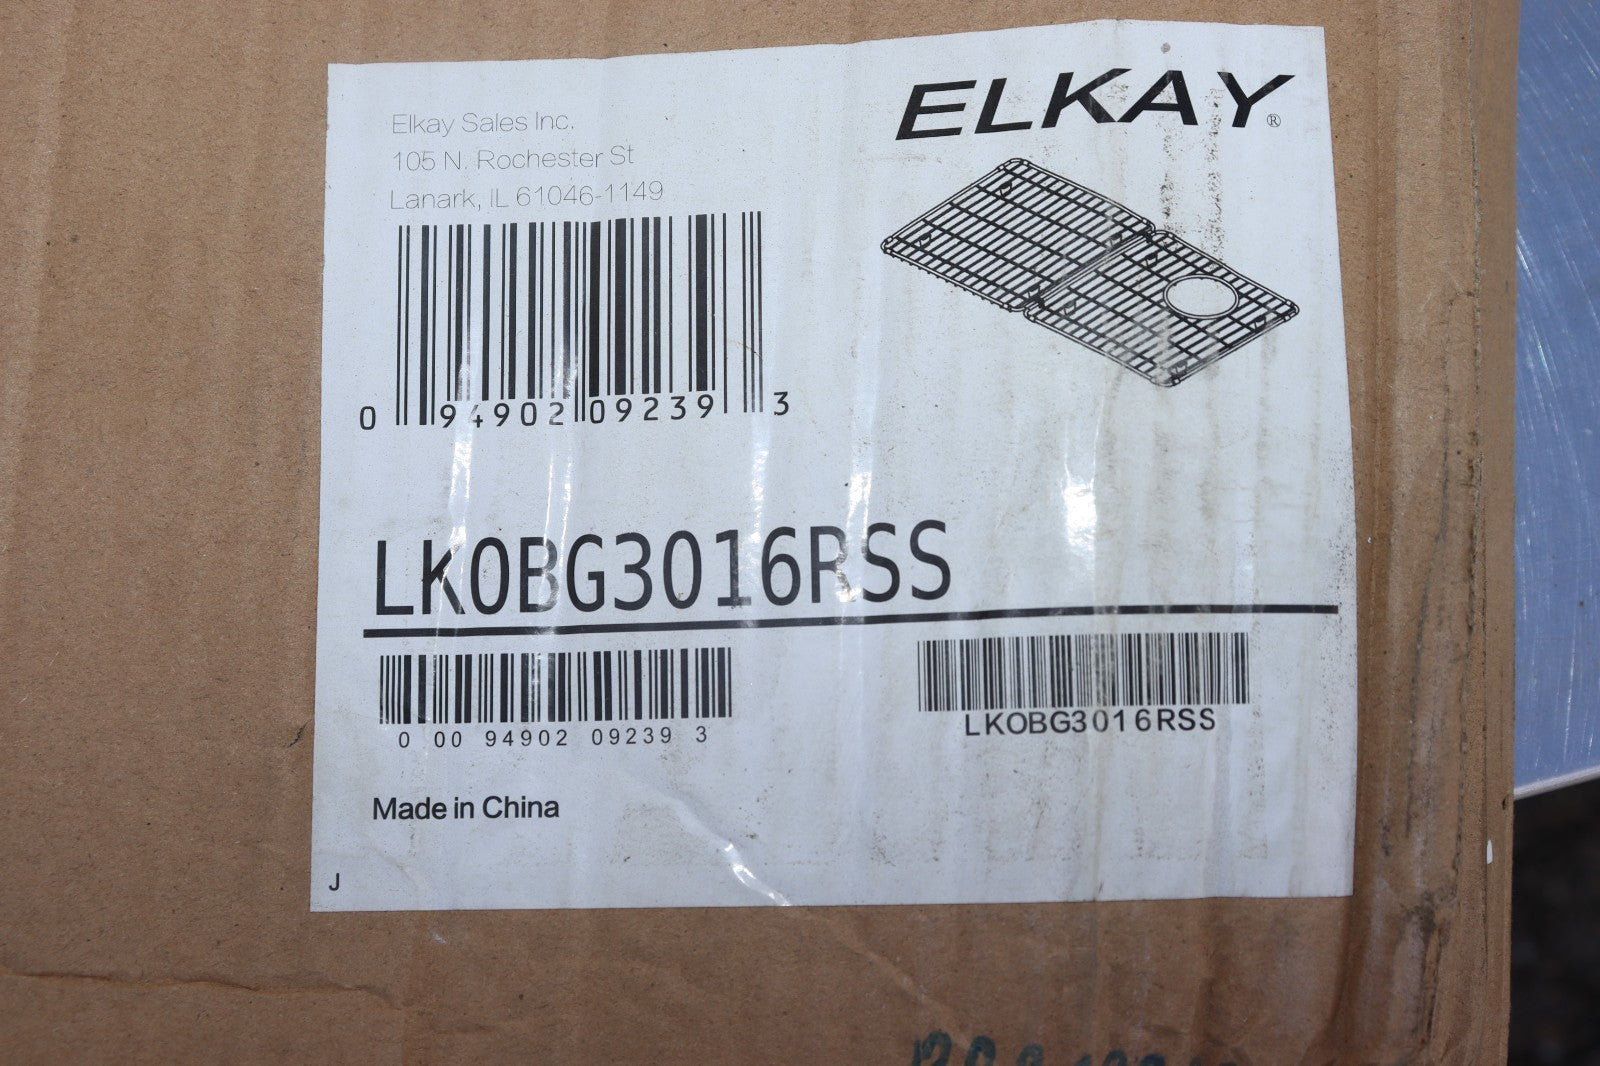 Elkay Sales Inc.
105 N. Rochester St
Lanark, IL 61046-1149
ELKAY®
0 94902 09239 3
LKOBG3016RSS
0 00 94902 09239 3
LKOBG3016RSS
Made in China
J